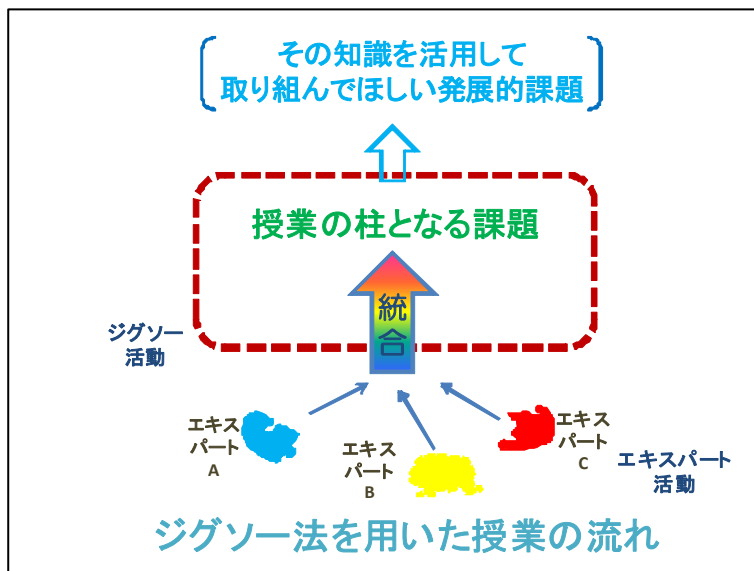 その知識を活用して
取り組んでほしい発展的課題
授業の柱となる課題
統
合
ジグソー
活動
エキス
パート
A
エキス
パート
B
エキス
パート
C
エキスパート
活動
ジグソー法を用いた授業の流れ